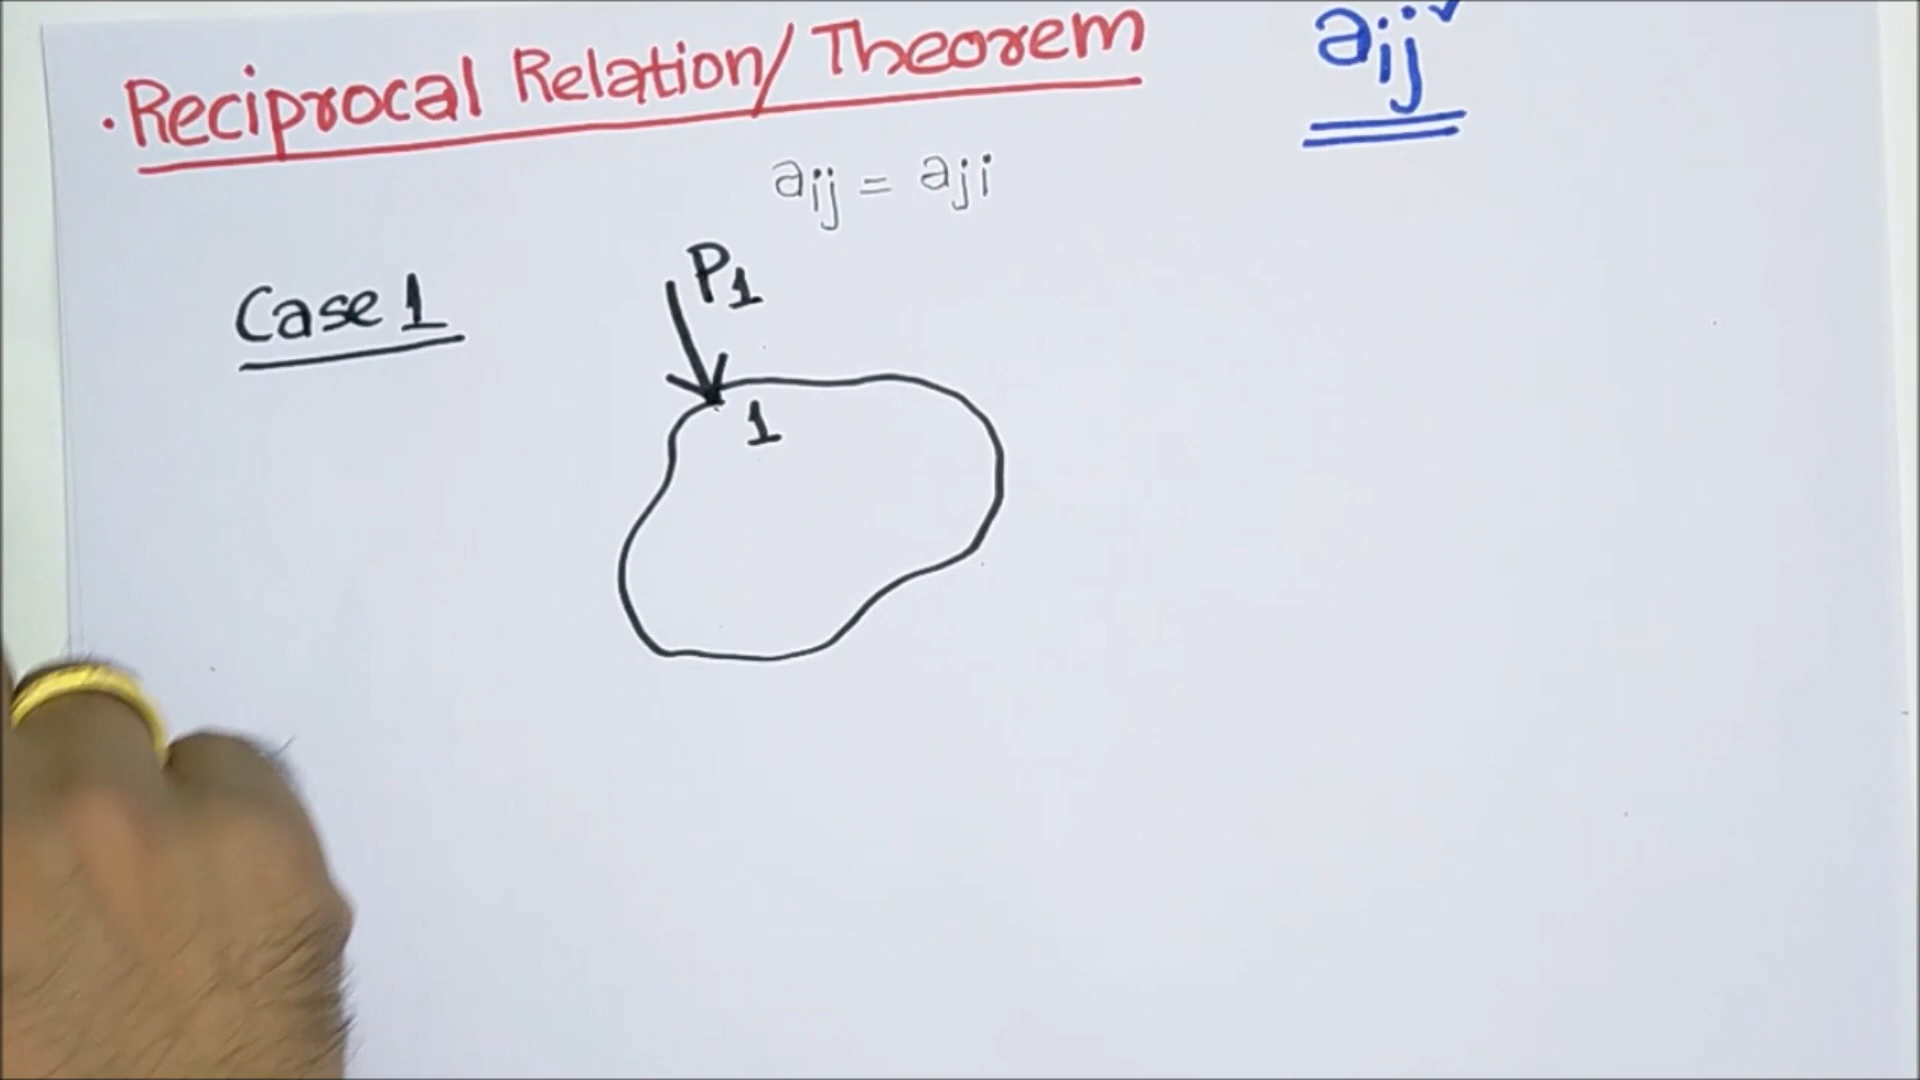 · Reciprocal Relation/Theorem
aij
aij = aji
Case 1
P1
1